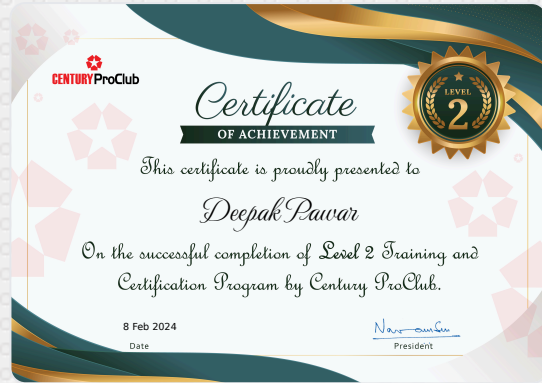 CENTURY ProClub
LEVEL
2
Certificate
OF ACHIEVEMENT
This certificate is proudly presented to
Deepak Pawar
On the successful completion of Level 2 Training and
Certification Program by Century ProClub.
8 Feb 2024
Date
President